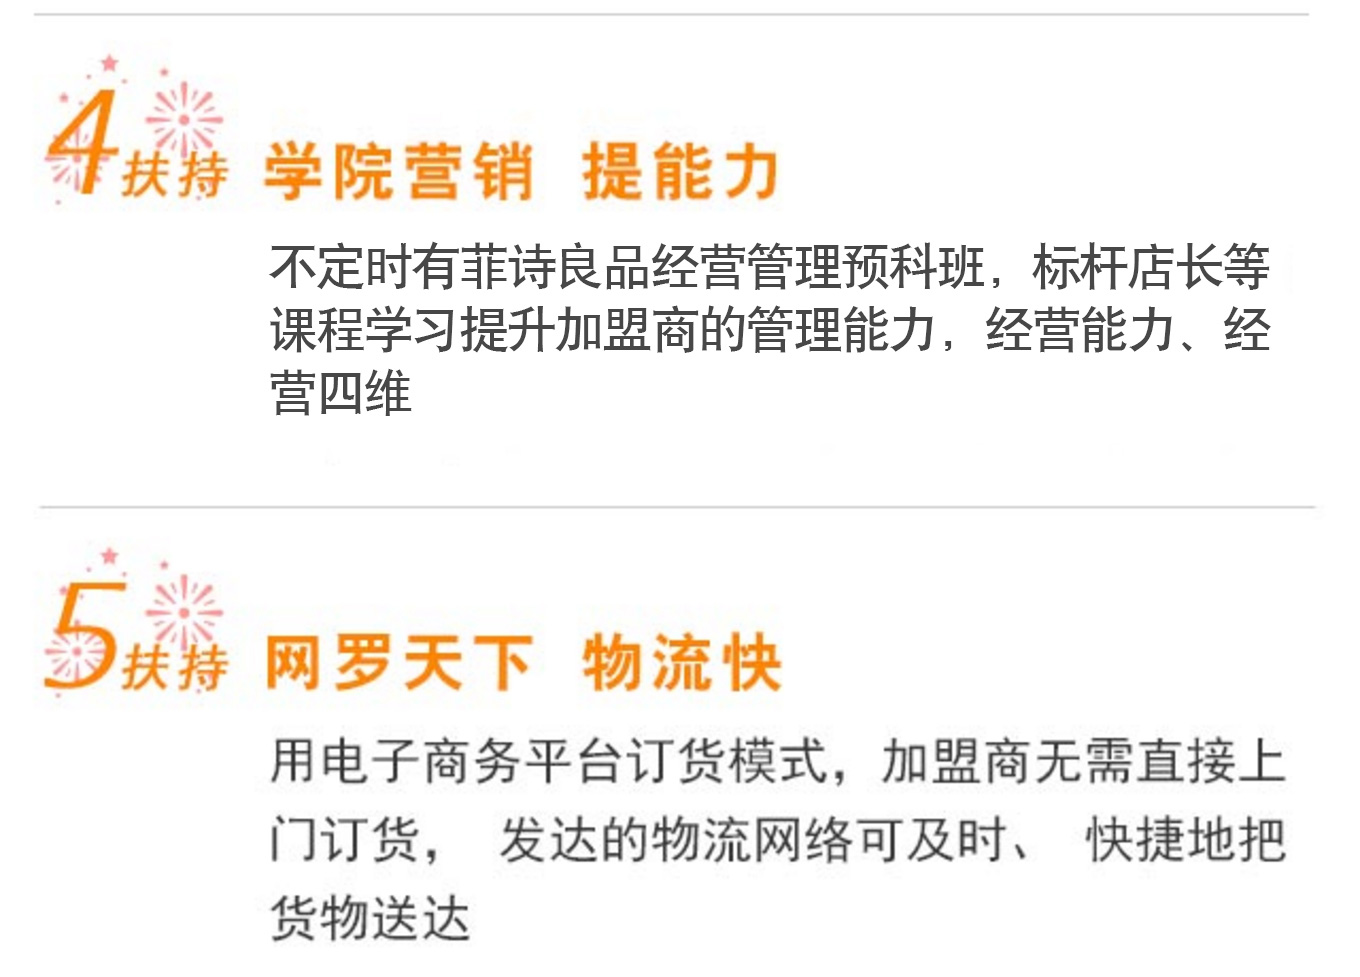 4扶持 学院营销 提能力
不定时有菲诗良品经营管理预科班，标杆店长等
课程学习提升加盟商的管理能力，经营能力、经
营四维
5扶持 网罗天下 物流快
用电子商务平台订货模式，加盟商无需直接上
门订货， 发达的物流网络可及时、 快捷地把
货物送达